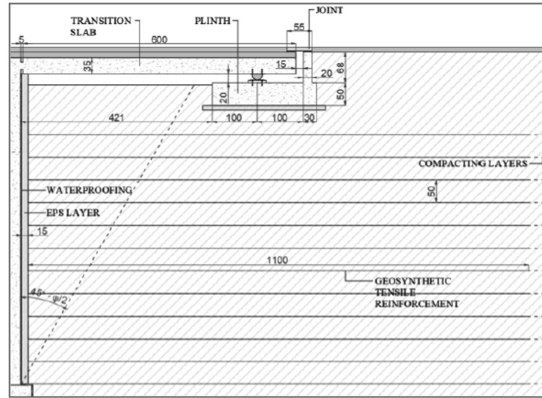 TRANSITION
SLAB
PLINTH
55
JOINT
5
600
35
15
68
20
20
50
421
100
100
30
COMPACTING LAYERS
WATERPROOFING
50
EPS LAYER
15
1100
GEOSYNTHETIC
TENSILE
REINFORCEMENT
45°-φ/2